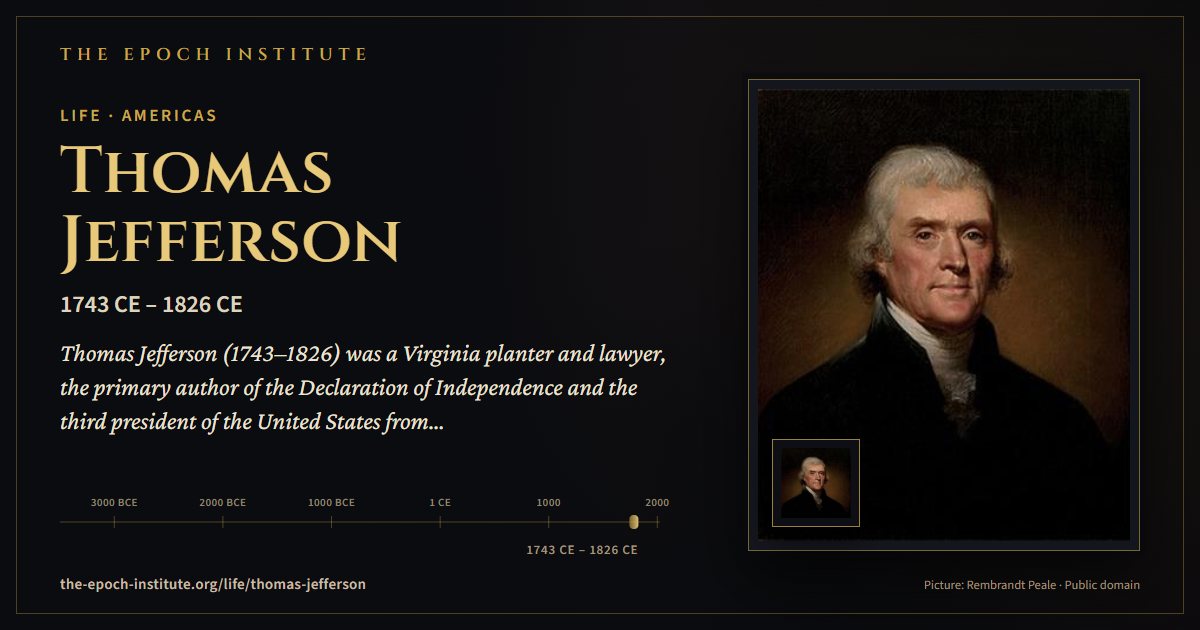 THE EPOCH INSTITUTE
LIFE · AMERICAS
THOMAS
JEFFERSON
1743 CE – 1826 CE
Thomas Jefferson (1743–1826) was a Virginia planter and lawyer,
the primary author of the Declaration of Independence and the
third president of the United States from...
3000 BCE 2000 BCE 1000 BCE 1 CE 1000 2000
1743 CE – 1826 CE
the-epoch-institute.org/life/thomas-jefferson
Picture: Rembrandt Peale · Public domain